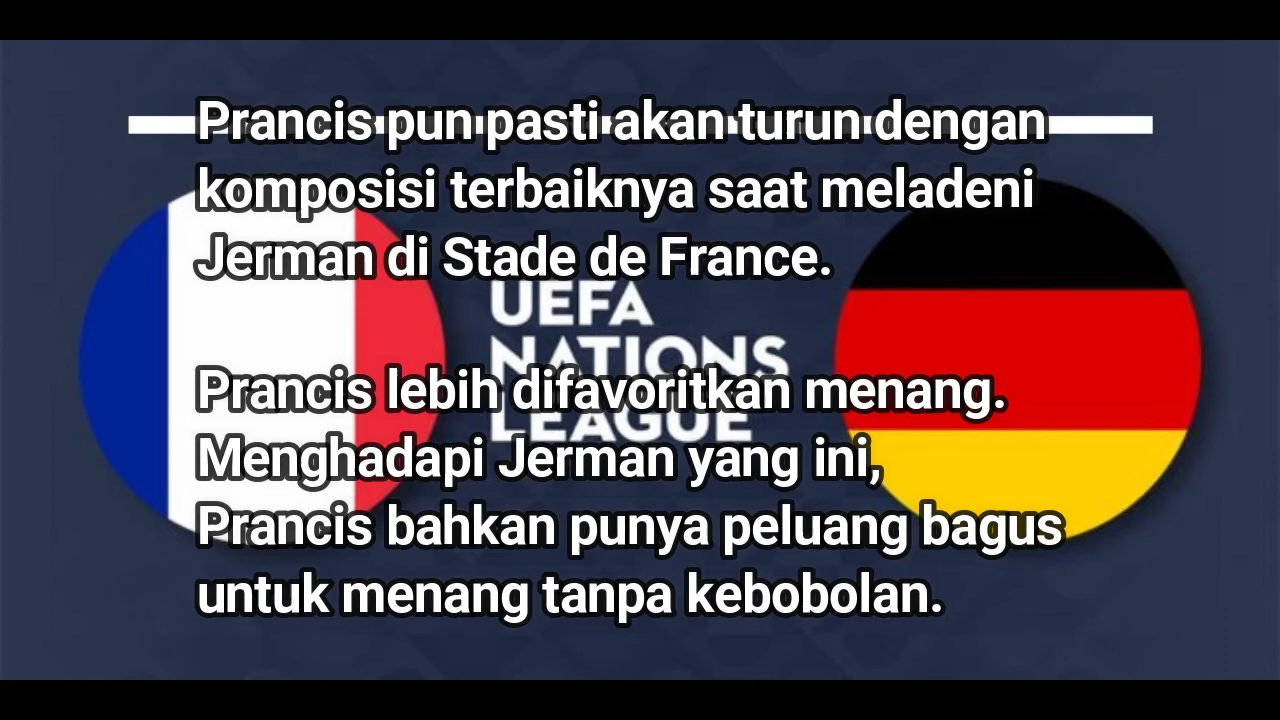 Prancis pun pasti akan turun dengan
komposisi terbaiknya saat meladeni
Jerman di Stade de France.
UEFA
NATIONS
LEAGUE
Prancis lebih difavoritkan menang.
Menghadapi Jerman yang ini,
Prancis bahkan punya peluang bagus
untuk menang tanpa kebobolan.